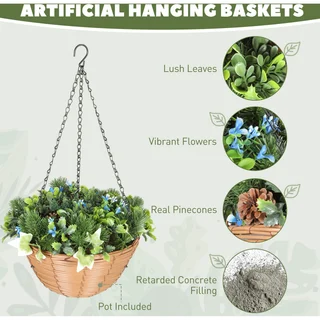 ARTIFICIAL HANGING BASKETS
Lush Leaves
Vibrant Flowers
Real Pinecones
Retarded Concrete
Filling
Pot Included